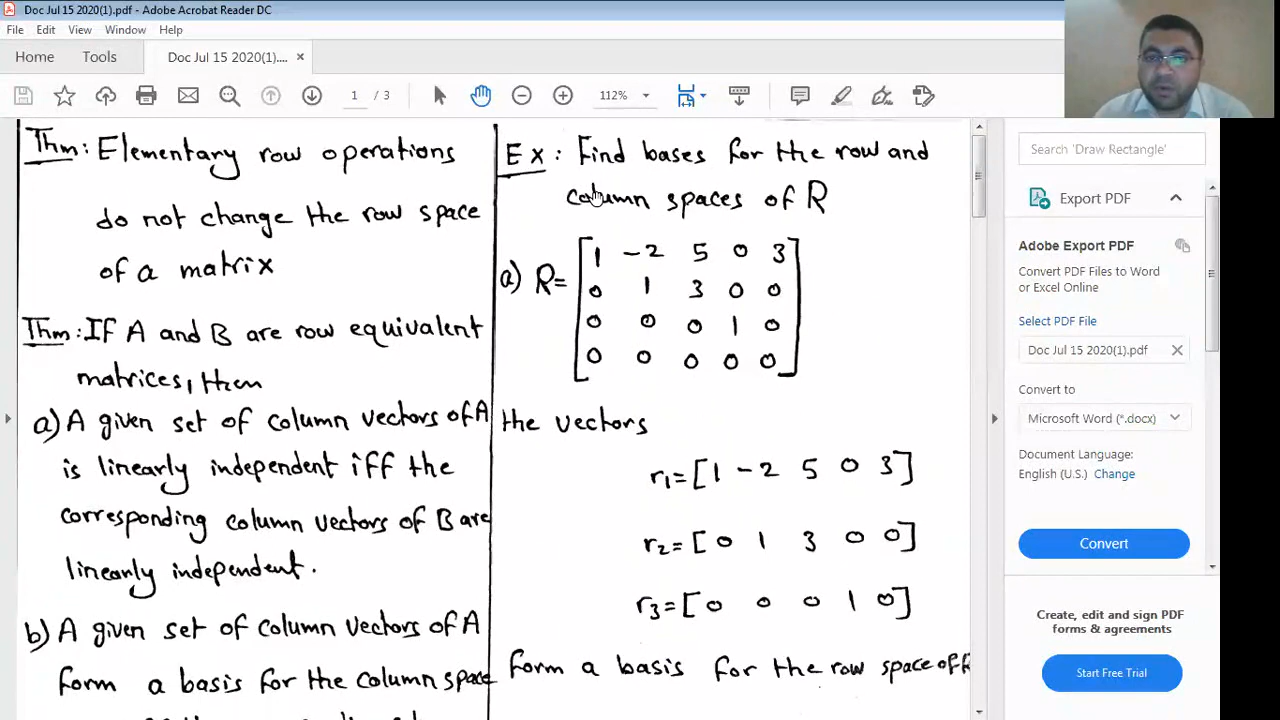 Doc Jul 15 2020(1).pdf - Adobe Acrobat Reader DC
File Edit View Window Help
Home Tools Doc Jul 15 2020(1).... ×
1 / 3 112%
Thm: Elementary row operations
do not change the row space
of a matrix
Thm: If A and B are row equivalent
matrices, then
a) A given set of column vectors of A
is linearly independent iff the
corresponding column vectors of B are
linearly independent.
b) A given set of column vectors of A
form a basis for the column space
Ex: Find bases for the row and
column spaces of R
a) R= [1 -2 5 0 3
0 1 3 0 0
0 0 0 1 0
0 0 0 0 0]
the vectors
r1=[1 -2 5 0 3]
r2=[0 1 3 0 0]
r3=[0 0 0 1 0]
form a basis for the row space of R
Search 'Draw Rectangle'
Export PDF
Adobe Export PDF
Convert PDF Files to Word
or Excel Online
Select PDF File
Doc Jul 15 2020(1).pdf ×
Convert to
Microsoft Word (*.docx)
Document Language:
English (U.S.) Change
Convert
Create, edit and sign PDF
forms & agreements
Start Free Trial